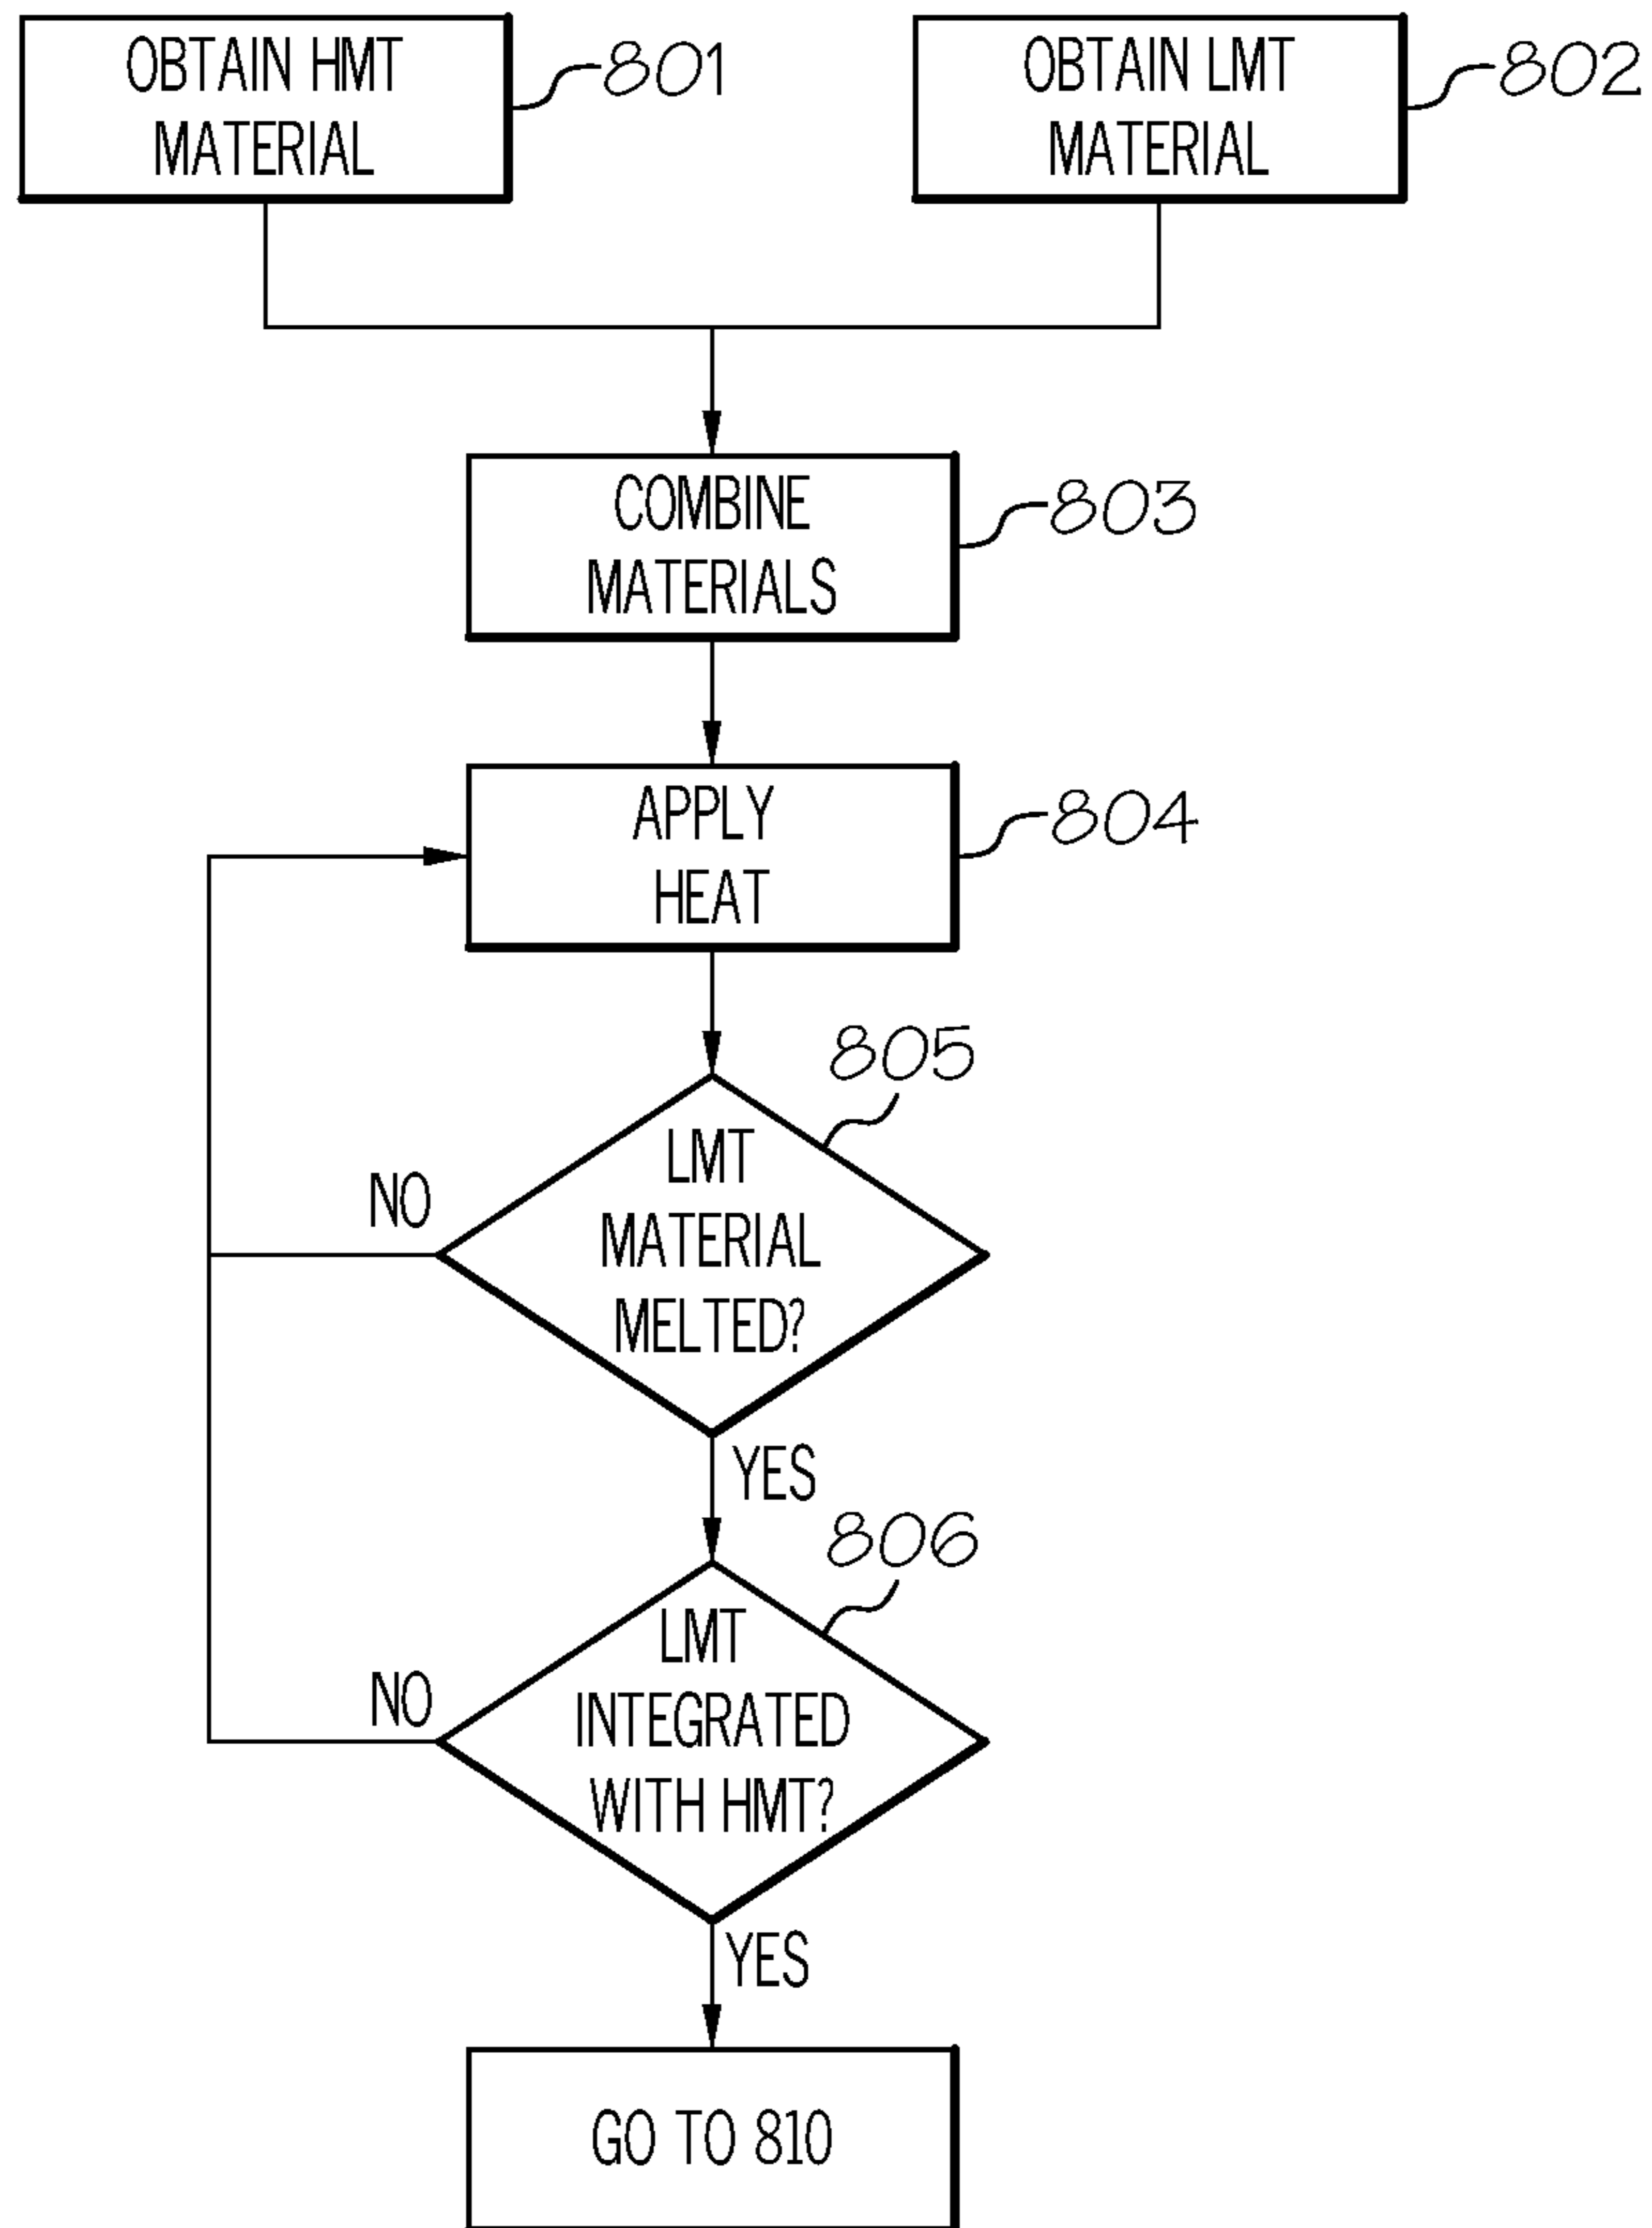 OBTAIN HMT
MATERIAL
801
OBTAIN LMT
MATERIAL
802
COMBINE
MATERIALS
803
APPLY
HEAT
804
805
LMT
MATERIAL
MELTED?
NO
YES
806
LMT
INTEGRATED
WITH HMT?
NO
YES
GO TO 810